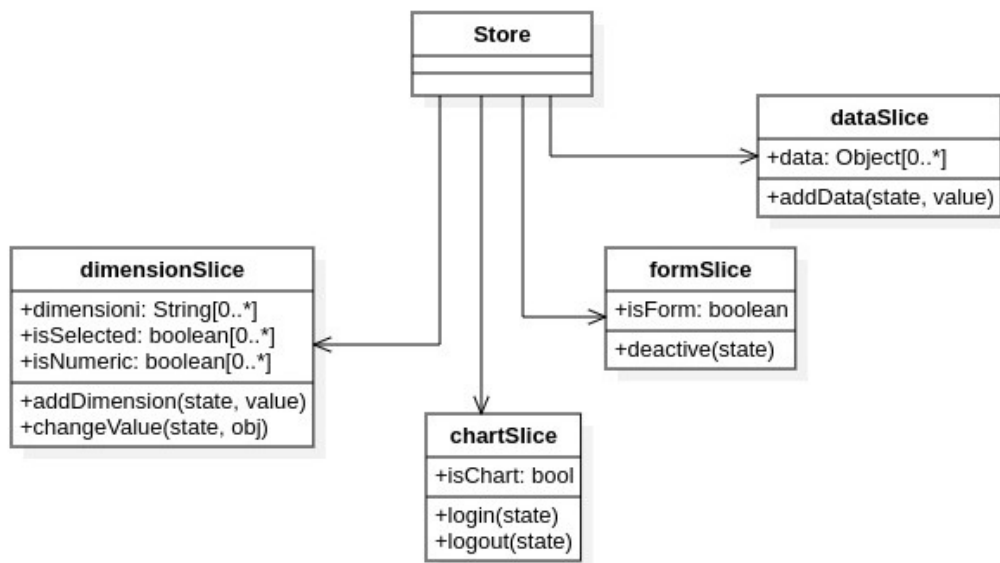 Store
dataSlice
+data: Object[0..*]
+addData(state, value)
dimensionSlice
+dimensioni: String[0..*]
+isSelected: boolean[0..*]
+isNumeric: boolean[0..*]
+addDimension(state, value)
+changeValue(state, obj)
formSlice
+isForm: boolean
+deactive(state)
chartSlice
+isChart: bool
+login(state)
+logout(state)